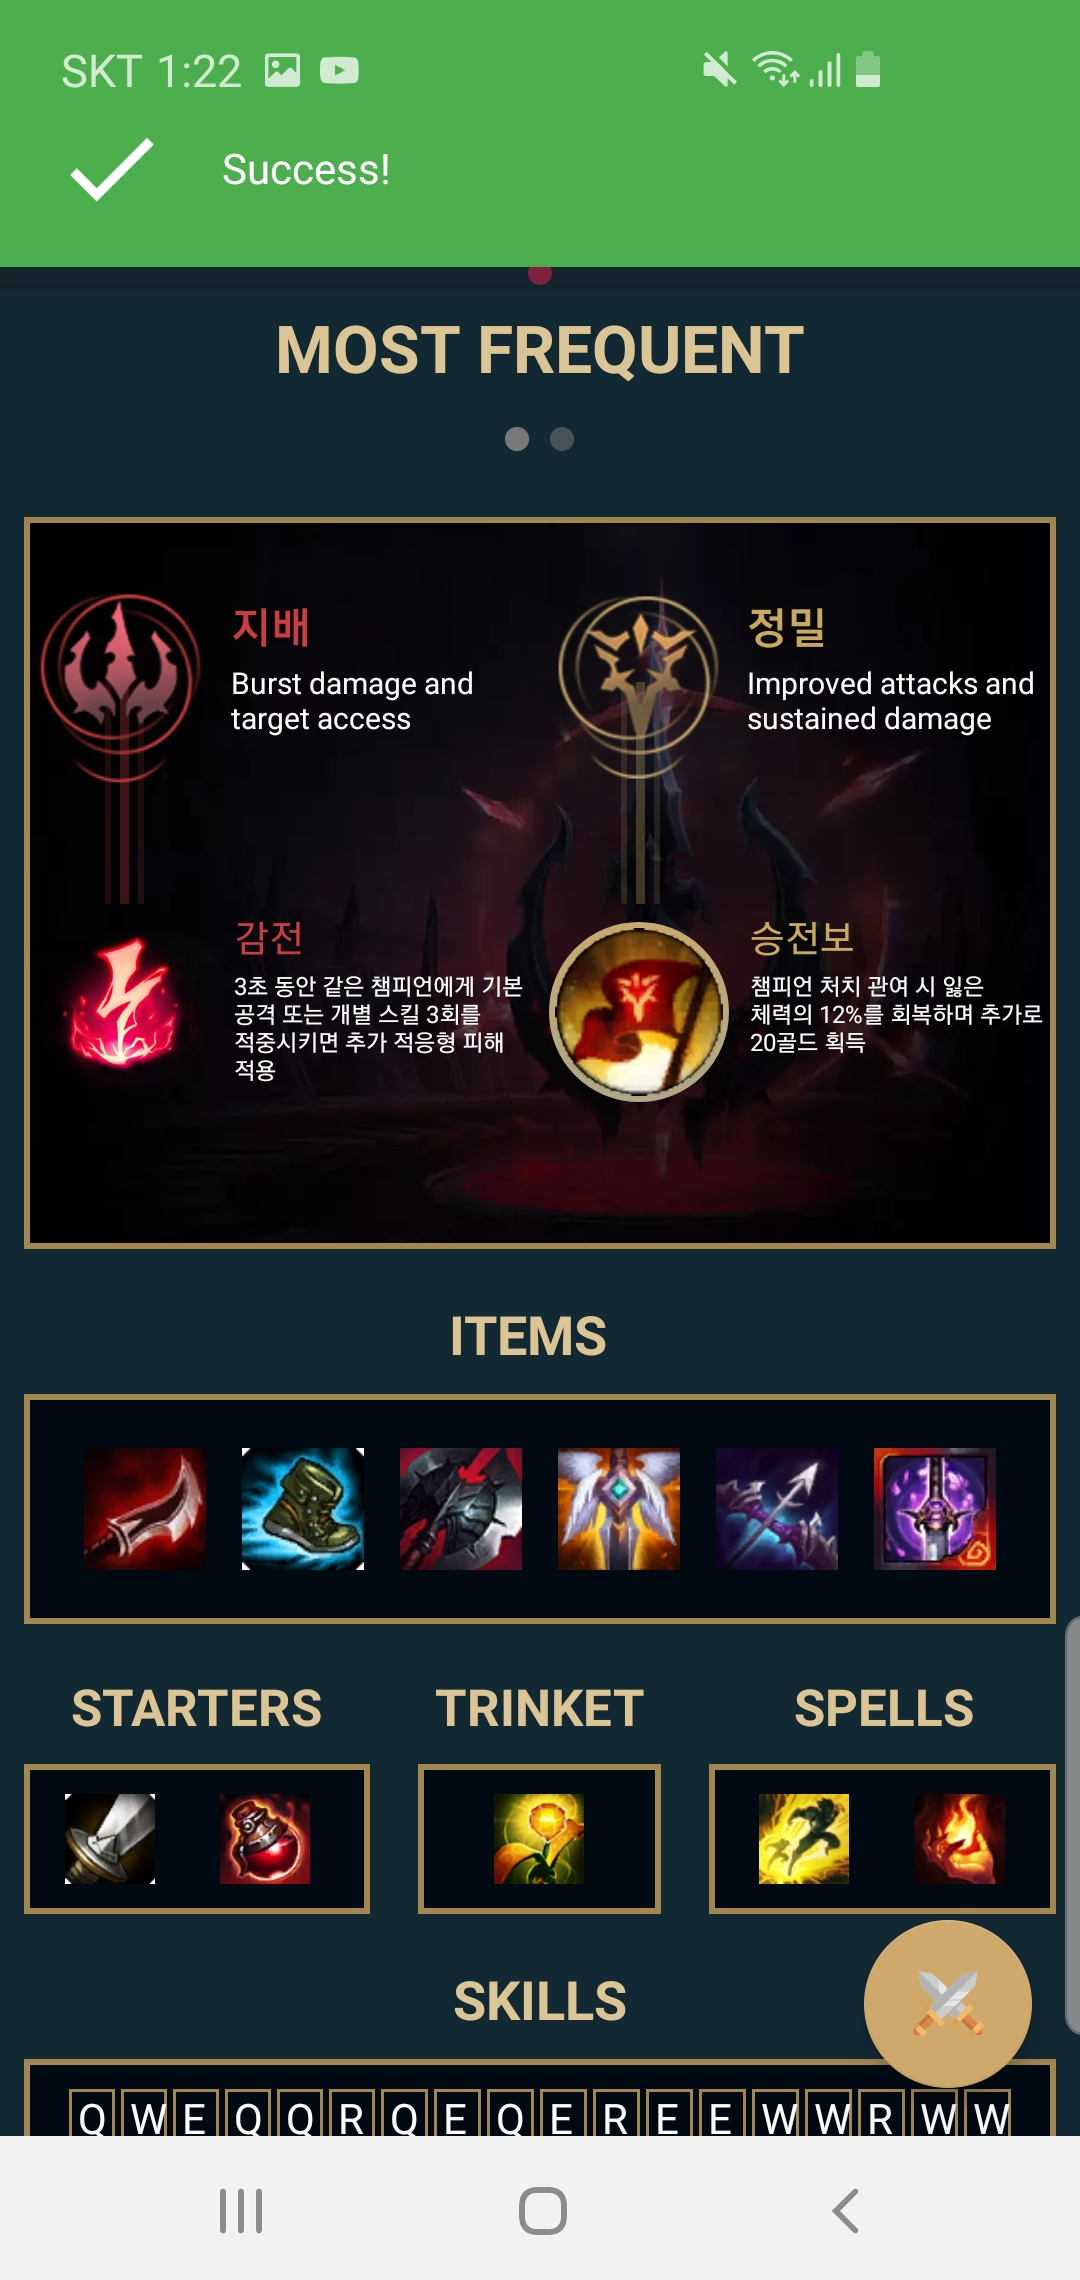 SKT 1:22
Success!
MOST FREQUENT
지배
Burst damage and
target access
정밀
Improved attacks and
sustained damage
감전
3초 동안 같은 챔피언에게 기본
공격 또는 개별 스킬 3회를
적중시키면 추가 적응형 피해
적용
승전보
챔피언 처치 관여 시 잃은
체력의 12%를 회복하며 추가로
20골드 획득
ITEMS
STARTERS
TRINKET
SPELLS
SKILLS
Q W E Q Q R Q E Q E R E E W W R W W